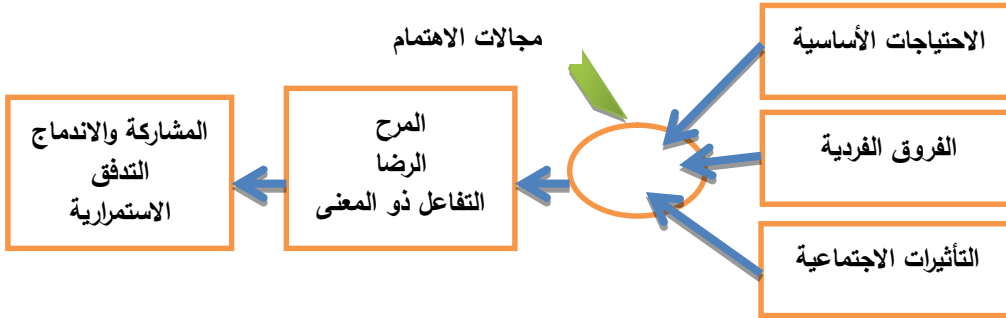 الاحتياجات الأساسية
مجالات الاهتمام
الفروق الفردية
المرح
الرضا
التفاعل ذو المعنى
المشاركة والاندماج
التدفق
الاستمرارية
التأثيرات الاجتماعية